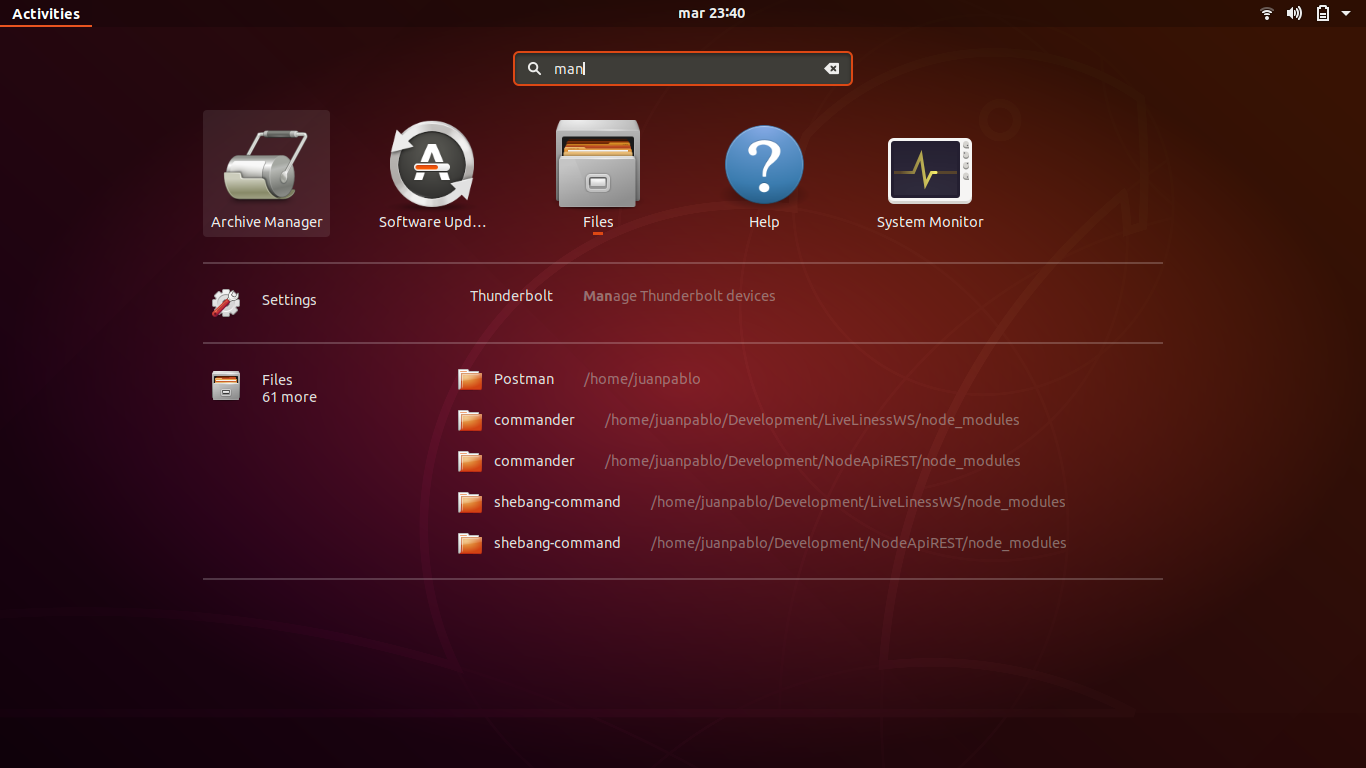 Activities
mar 23:40
man
Archive Manager
Software Upd…
Files
Help
System Monitor
Settings
Thunderbolt Manage Thunderbolt devices
Files
61 more
Postman /home/juanpablo
commander /home/juanpablo/Development/LiveLinessWS/node_modules
commander /home/juanpablo/Development/NodeApiREST/node_modules
shebang-command /home/juanpablo/Development/LiveLinessWS/node_modules
shebang-command /home/juanpablo/Development/NodeApiREST/node_modules